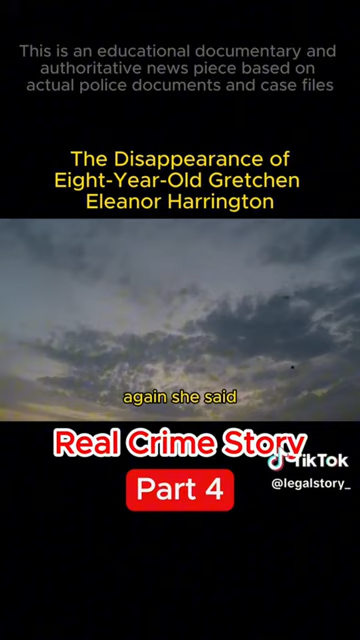 This is an educational documentary and
authoritative news piece based on
actual police documents and case files
The Disappearance of
Eight-Year-Old Gretchen
Eleanor Harrington
again she said
Real Crime Story
TikTok
Part 4
@legalstory_